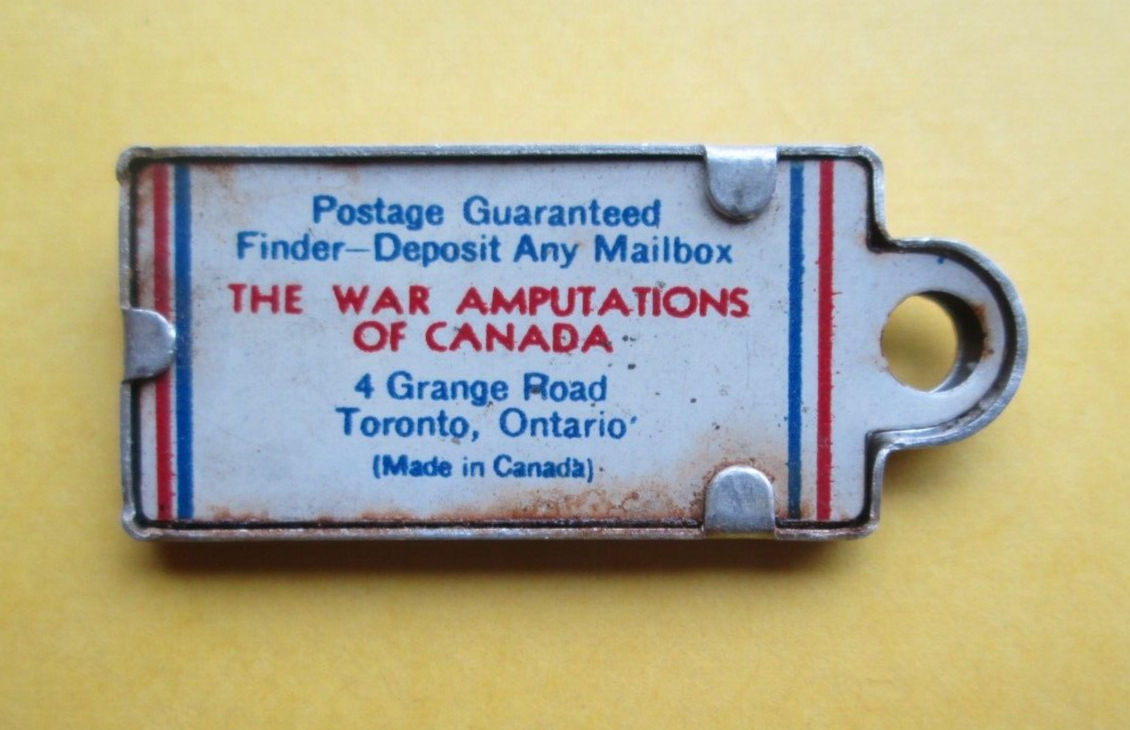 Postage Guaranteed
Finder—Deposit Any Mailbox
THE WAR AMPUTATIONS
OF CANADA
4 Grange Road
Toronto, Ontario
(Made in Canada)